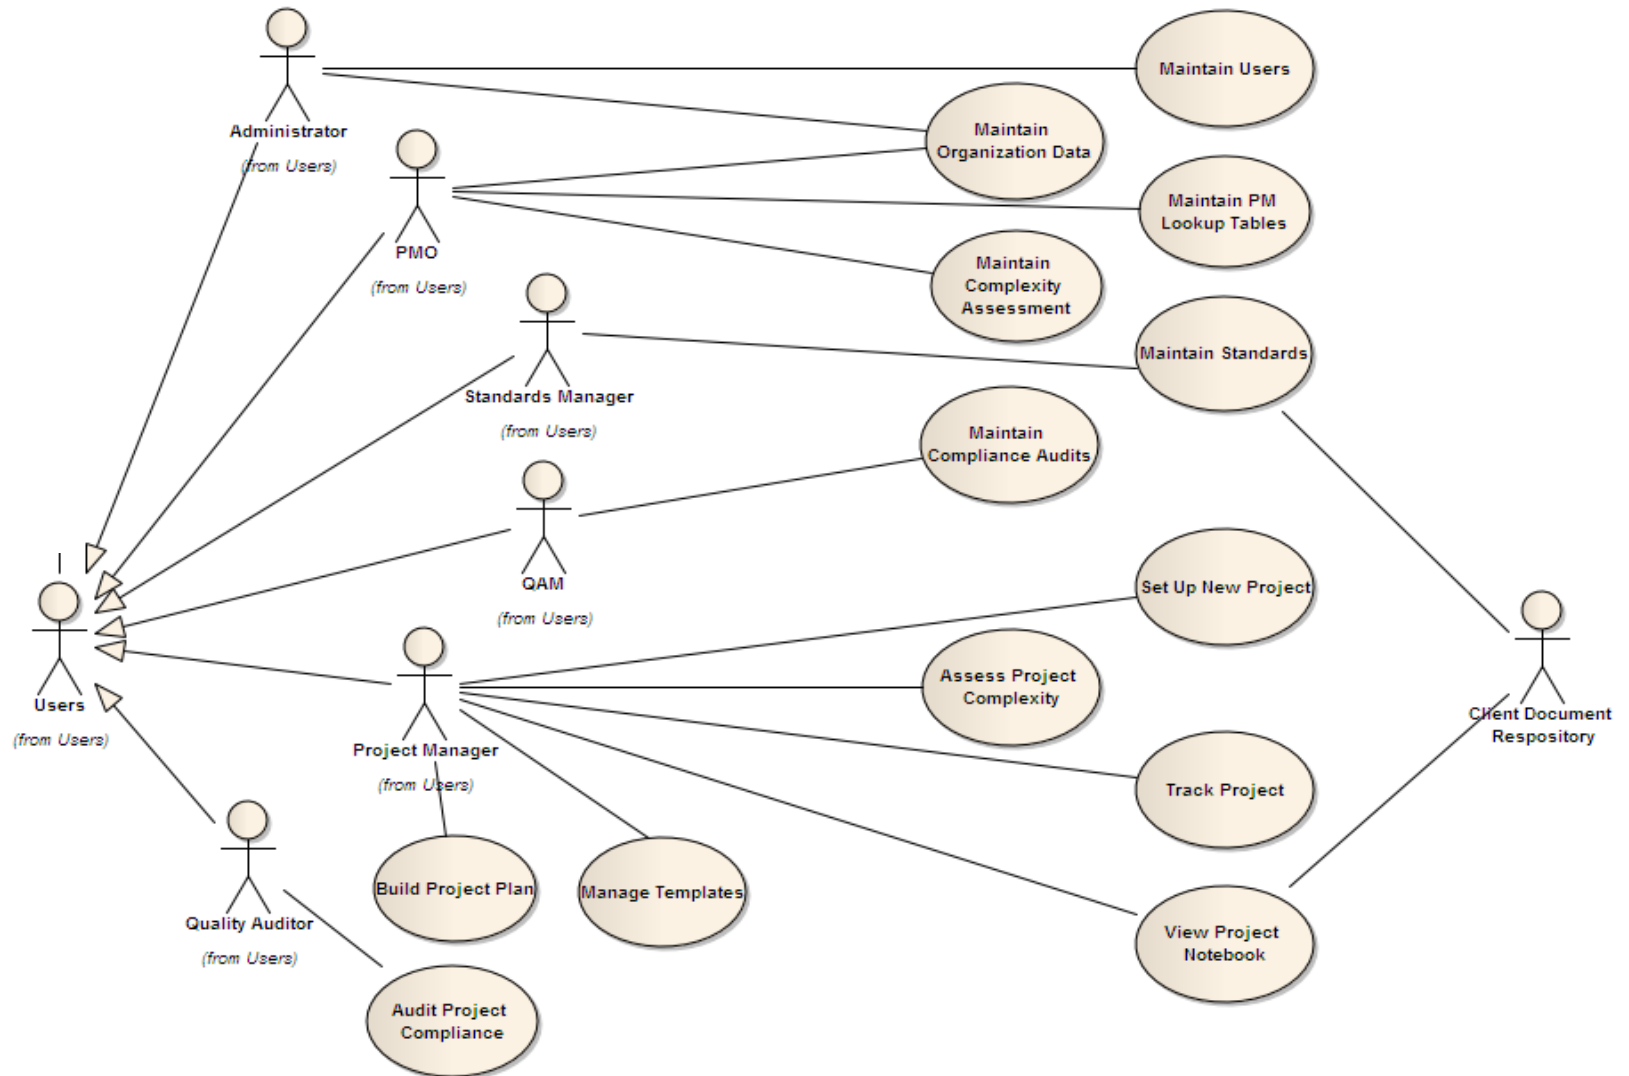 Maintain Users
Administrator
(from Users)
Maintain
Organization Data
PMO
(from Users)
Maintain PM
Lookup Tables
Maintain
Complexity
Assessment
Standards Manager
(from Users)
Maintain Standards
Maintain
Compliance Audits
QAM
(from Users)
Set Up New Project
Users
(from Users)
Project Manager
(from Users)
Assess Project
Complexity
Client Document
Respository
Track Project
Build Project Plan
Manage Templates
Quality Auditor
(from Users)
View Project
Notebook
Audit Project
Compliance